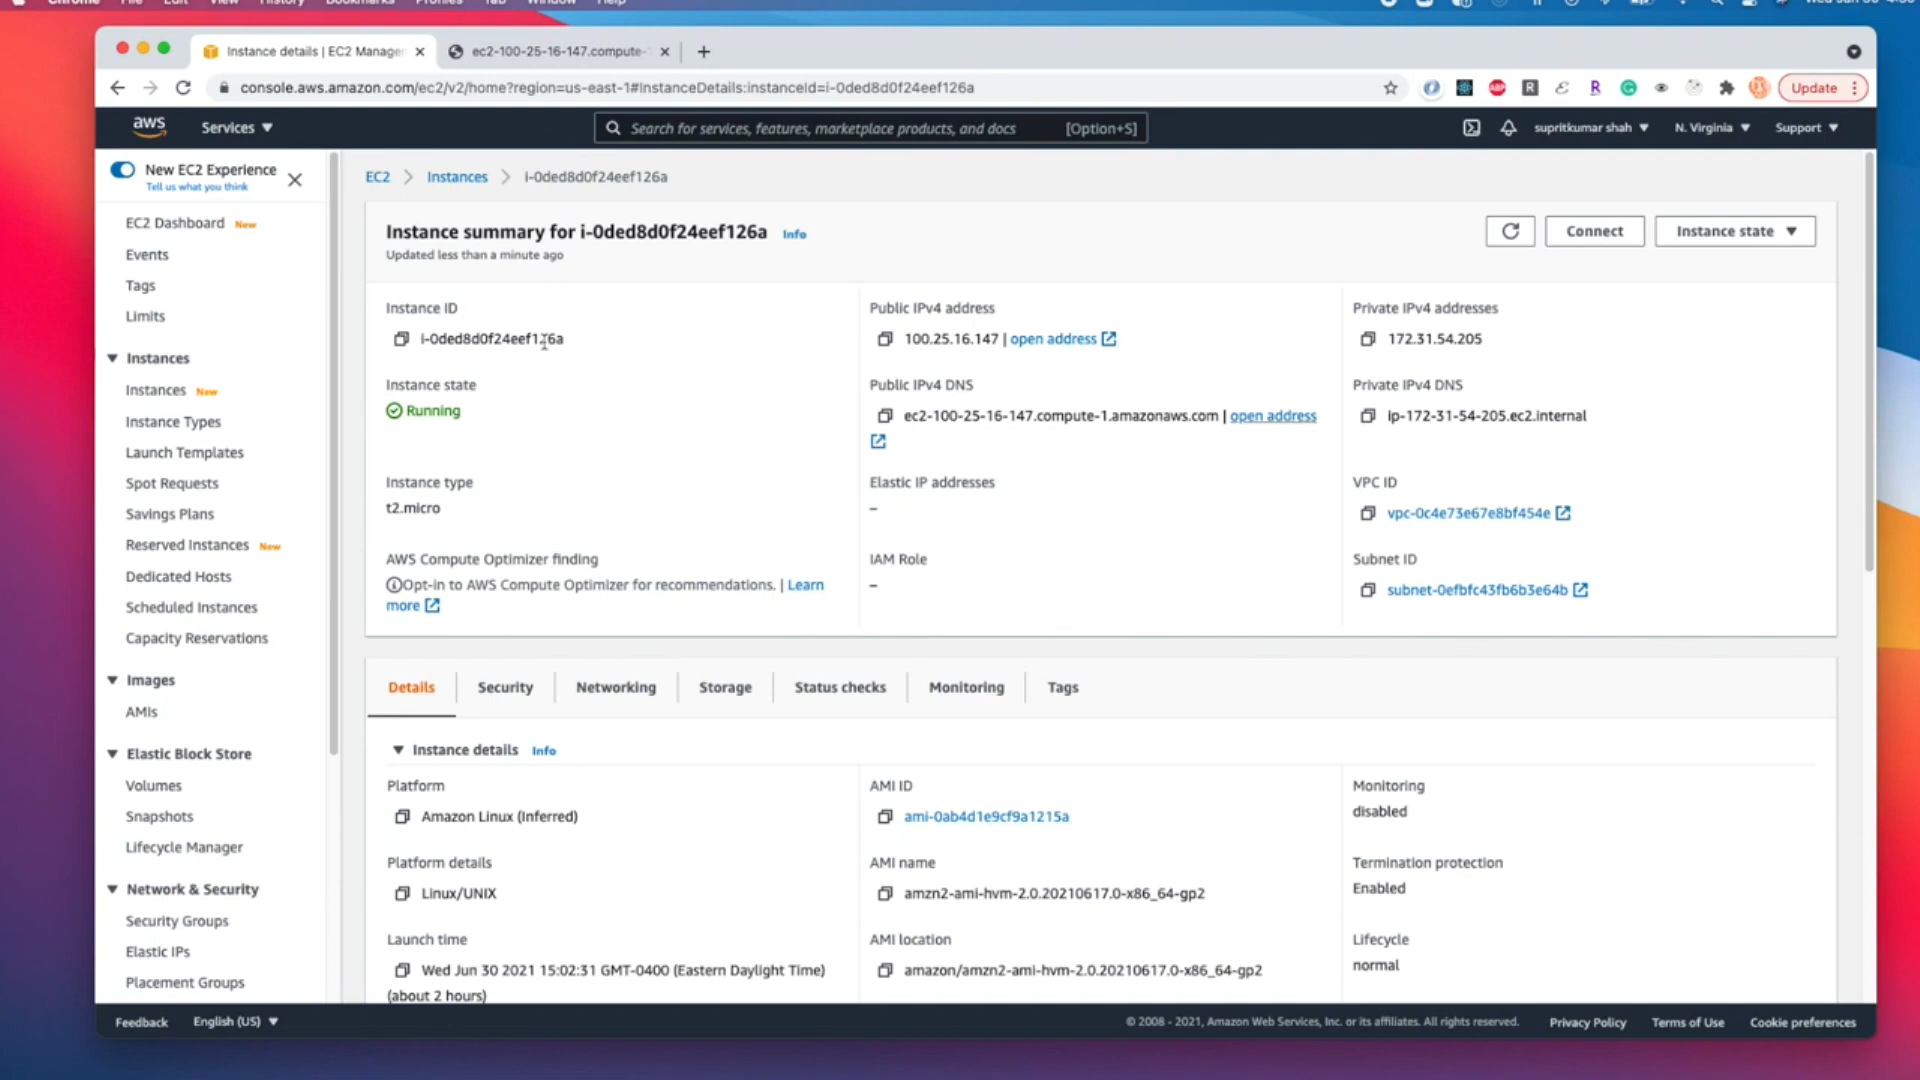 Chrome File Edit View History Bookmarks Profiles Tab Window Help
Instance details | EC2 Manager
ec2-100-25-16-147.compute-
console.aws.amazon.com/ec2/v2/home?region=us-east-1#InstanceDetails:instanceId=i-0ded8d0f24eef126a
Update
aws
Services
Search for services, features, marketplace products, and docs [Option+S]
supritkumar shah
N. Virginia
Support
New EC2 Experience
Tell us what you think
EC2 Dashboard New
Events
Tags
Limits
Instances
Instances New
Instance Types
Launch Templates
Spot Requests
Savings Plans
Reserved Instances New
Dedicated Hosts
Scheduled Instances
Capacity Reservations
Images
AMIs
Elastic Block Store
Volumes
Snapshots
Lifecycle Manager
Network & Security
Security Groups
Elastic IPs
Placement Groups
EC2 > Instances > i-0ded8d0f24eef126a
Instance summary for i-0ded8d0f24eef126a Info
Updated less than a minute ago
Connect
Instance state
Instance ID
i-0ded8d0f24eef126a
Public IPv4 address
100.25.16.147 | open address
Private IPv4 addresses
172.31.54.205
Instance state
Running
Public IPv4 DNS
ec2-100-25-16-147.compute-1.amazonaws.com | open address
Private IPv4 DNS
ip-172-31-54-205.ec2.internal
Instance type
t2.micro
Elastic IP addresses
–
VPC ID
vpc-0c4e73e67e8bf454e
AWS Compute Optimizer finding
Opt-in to AWS Compute Optimizer for recommendations. | Learn
more
IAM Role
–
Subnet ID
subnet-0efbfc43fb6b3e64b
Details
Security
Networking
Storage
Status checks
Monitoring
Tags
Instance details Info
Platform
Amazon Linux (Inferred)
AMI ID
ami-0ab4d1e9cf9a1215a
Monitoring
disabled
Platform details
Linux/UNIX
AMI name
amzn2-ami-hvm-2.0.20210617.0-x86_64-gp2
Termination protection
Enabled
Launch time
Wed Jun 30 2021 15:02:31 GMT-0400 (Eastern Daylight Time)
(about 2 hours)
AMI location
amazon/amzn2-ami-hvm-2.0.20210617.0-x86_64-gp2
Lifecycle
normal
Feedback
English (US)
© 2008 - 2021, Amazon Web Services, Inc. or its affiliates. All rights reserved.
Privacy Policy
Terms of Use
Cookie preferences